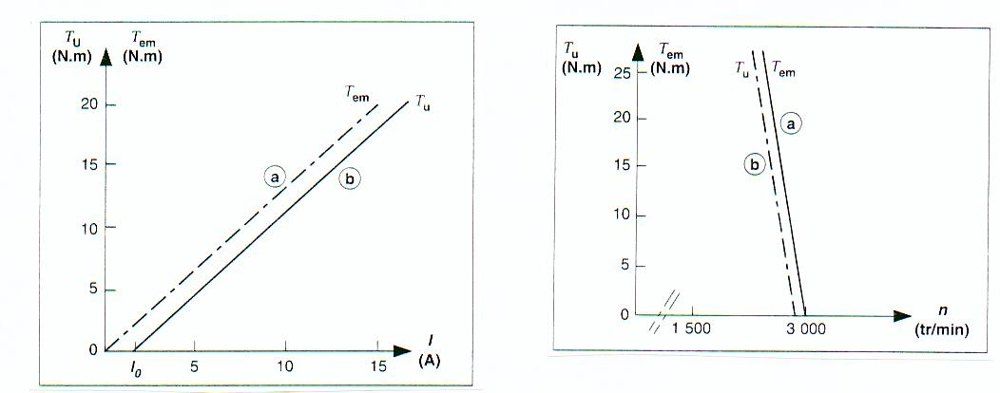 T_U T_em
(N.m) (N.m)
T_em T_u
20
15
a b
10
5
0
I_0 5 10 15
I
(A)
T_u T_em
(N.m) (N.m)
T_u T_em
25
20
a
15
b
10
5
0
1 500 3 000
n
(tr/min)